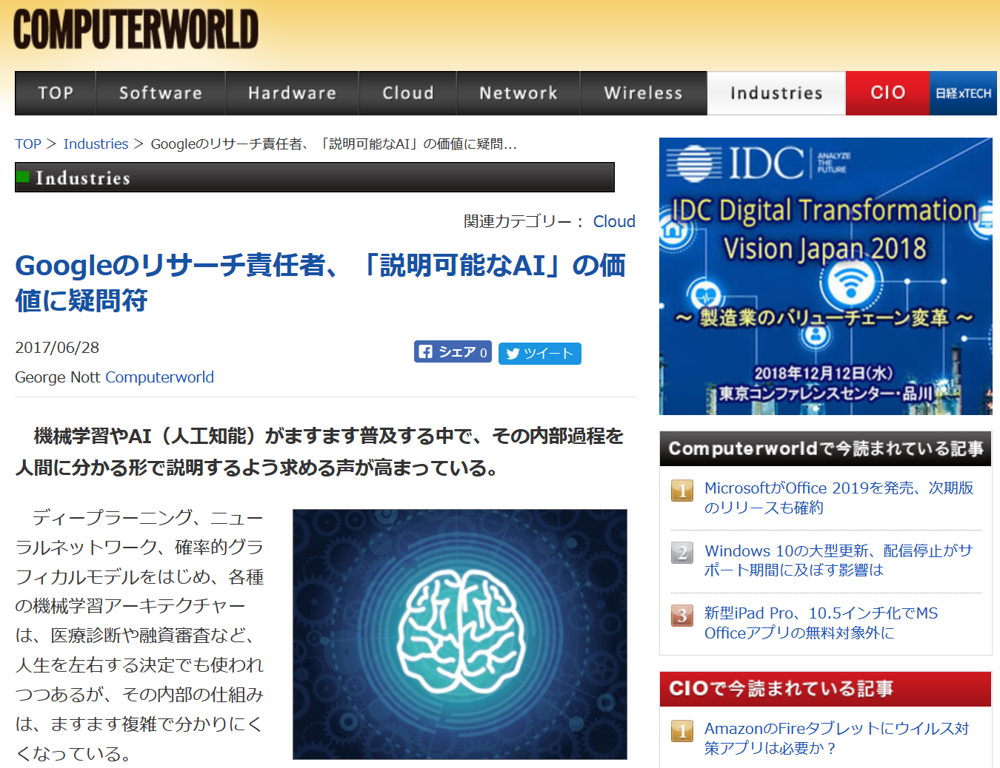 COMPUTERWORLD
TOP Software Hardware Cloud Network Wireless Industries CIO 日経xTECH
TOP ＞ Industries ＞ Googleのリサーチ責任者、「説明可能なAI」の価値に疑問...
Industries
関連カテゴリー： Cloud
Googleのリサーチ責任者、「説明可能なAI」の価
値に疑問符
2017/06/28
シェア 0 ツイート
George Nott Computerworld
機械学習やAI（人工知能）がますます普及する中で、その内部過程を
人間に分かる形で説明するよう求める声が高まっている。
ディープラーニング、ニュー
ラルネットワーク、確率的グラ
フィカルモデルをはじめ、各種
の機械学習アーキテクチャー
は、医療診断や融資審査など、
人生を左右する決定でも使われ
つつあるが、その内部の仕組み
は、ますます複雑で分かりにく
くなっている。
IDC ANALYZE
THE
FUTURE
IDC Digital Transformation
Vision Japan 2018
～ 製造業のバリューチェーン変革 ～
2018年12月12日(水)
東京コンファレンスセンター・品川
Computerworldで今読まれている記事
1 MicrosoftがOffice 2019を発売、次期版
のリリースも確約
2 Windows 10の大型更新、配信停止がサ
ポート期間に及ぼす影響は
3 新型iPad Pro、10.5インチ化でMS
Officeアプリの無料対象外に
CIOで今読まれている記事
1 AmazonのFireタブレットにウイルス対
策アプリは必要か？